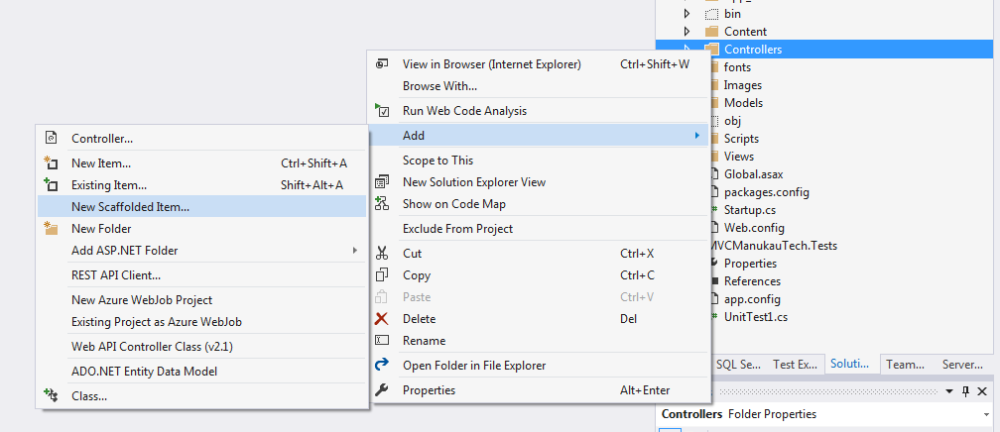 bin
Content
Controllers
fonts
Images
Models
obj
Scripts
Views
Global.asax
packages.config
Startup.cs
Web.config
MVCManukauTech.Tests
Properties
References
app.config
UnitTest1.cs
View in Browser (Internet Explorer) Ctrl+Shift+W
Browse With...
Run Web Code Analysis
Add
Scope to This
New Solution Explorer View
Show on Code Map
Exclude From Project
Cut Ctrl+X
Copy Ctrl+C
Paste Ctrl+V
Delete Del
Rename
Open Folder in File Explorer
Properties Alt+Enter
Controller...
New Item... Ctrl+Shift+A
Existing Item... Shift+Alt+A
New Scaffolded Item...
New Folder
Add ASP.NET Folder
REST API Client...
New Azure WebJob Project
Existing Project as Azure WebJob
Web API Controller Class (v2.1)
ADO.NET Entity Data Model
Class...
SQL Se... Test Ex... Soluti... Team... Server...
Controllers Folder Properties